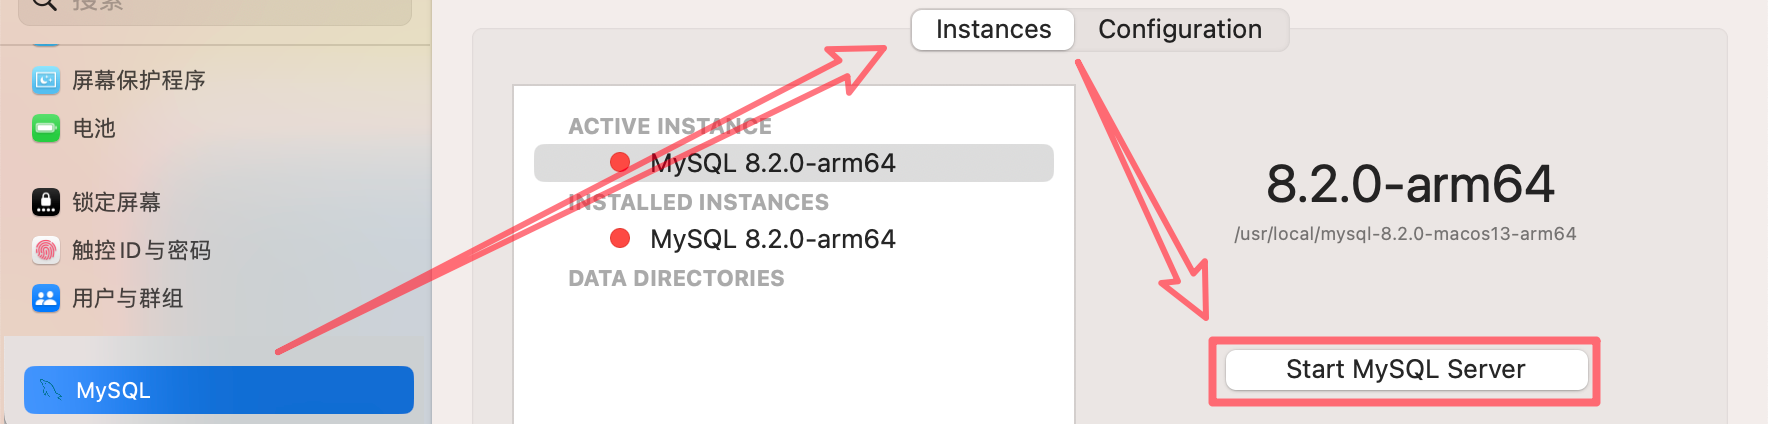 搜索
屏幕保护程序
电池
锁定屏幕
触控 ID 与密码
用户与群组
MySQL
Instances
Configuration
ACTIVE INSTANCE
MySQL 8.2.0-arm64
INSTALLED INSTANCES
MySQL 8.2.0-arm64
DATA DIRECTORIES
8.2.0-arm64
/usr/local/mysql-8.2.0-macos13-arm64
Start MySQL Server